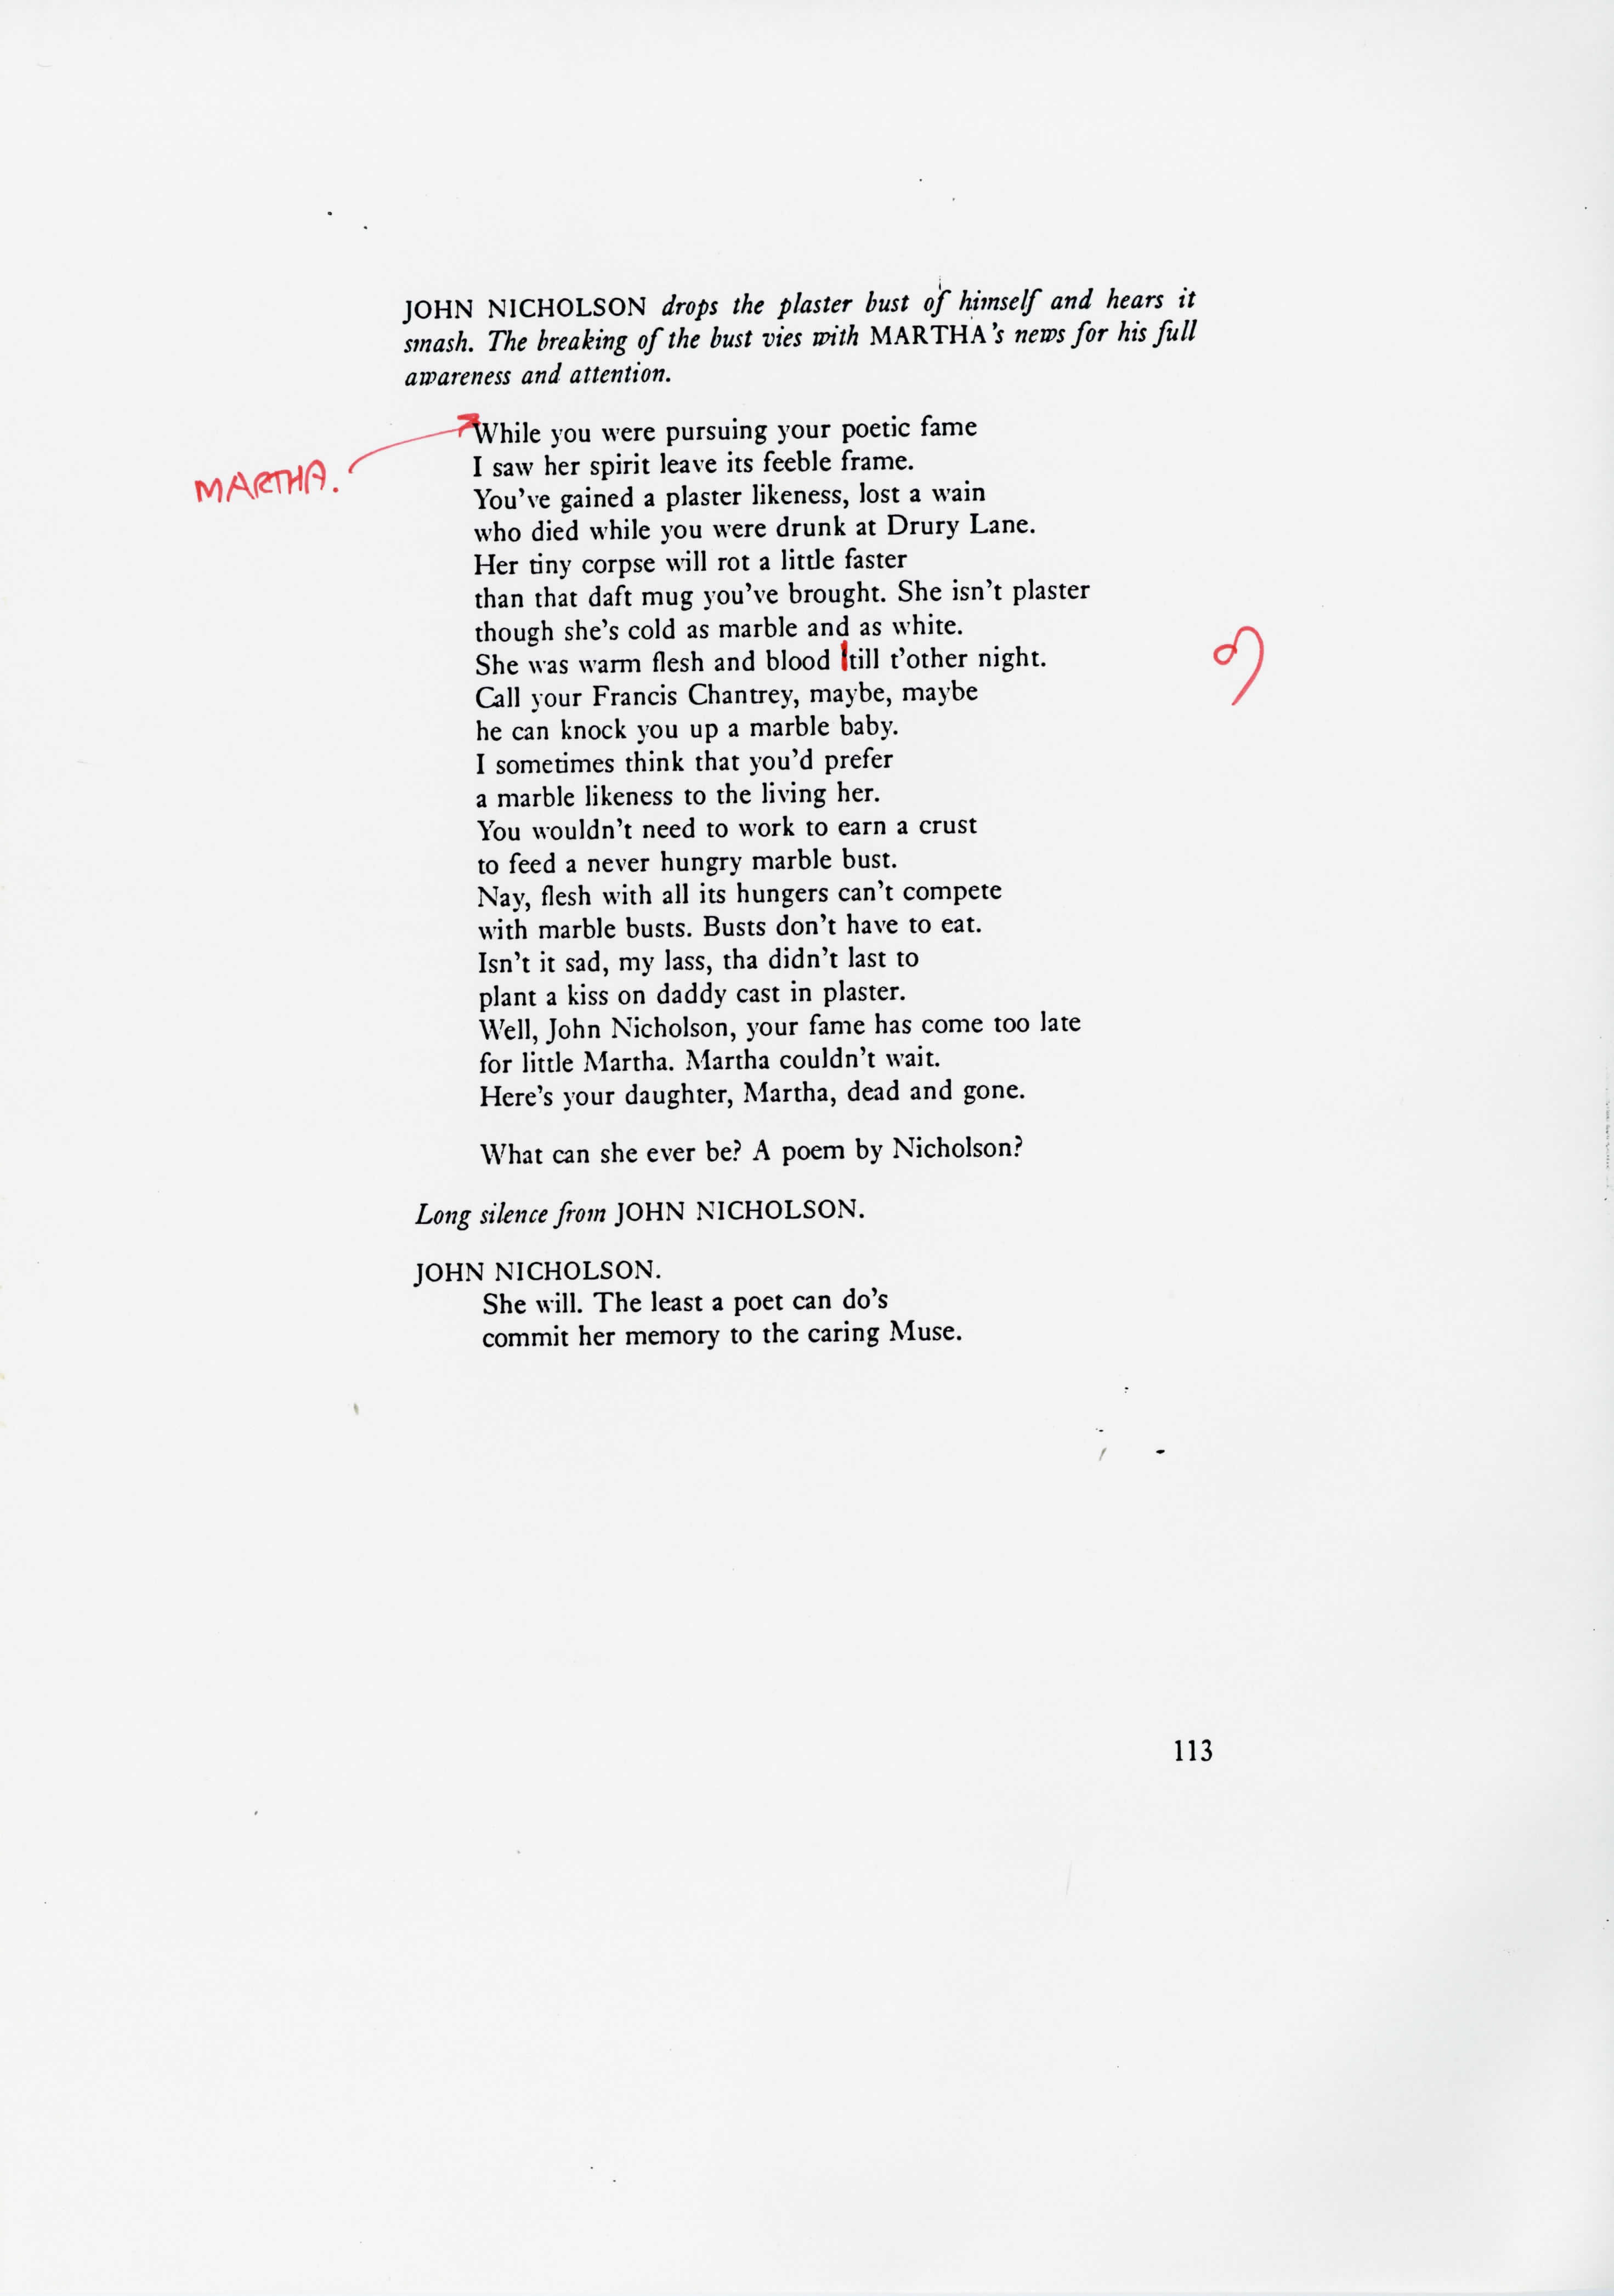 JOHN NICHOLSON drops the plaster bust of himself and hears it
smash. The breaking of the bust vies with MARTHA's news for his full
awareness and attention.
MARTHA.
While you were pursuing your poetic fame
I saw her spirit leave its feeble frame.
You've gained a plaster likeness, lost a wain
who died while you were drunk at Drury Lane.
Her tiny corpse will rot a little faster
than that daft mug you've brought. She isn't plaster
though she's cold as marble and as white.
She was warm flesh and blood till t'other night.
Call your Francis Chantrey, maybe, maybe
he can knock you up a marble baby.
I sometimes think that you'd prefer
a marble likeness to the living her.
You wouldn't need to work to earn a crust
to feed a never hungry marble bust.
Nay, flesh with all its hungers can't compete
with marble busts. Busts don't have to eat.
Isn't it sad, my lass, tha didn't last to
plant a kiss on daddy cast in plaster.
Well, John Nicholson, your fame has come too late
for little Martha. Martha couldn't wait.
Here's your daughter, Martha, dead and gone.
What can she ever be? A poem by Nicholson?
Long silence from JOHN NICHOLSON.
JOHN NICHOLSON.
She will. The least a poet can do's
commit her memory to the caring Muse.
113